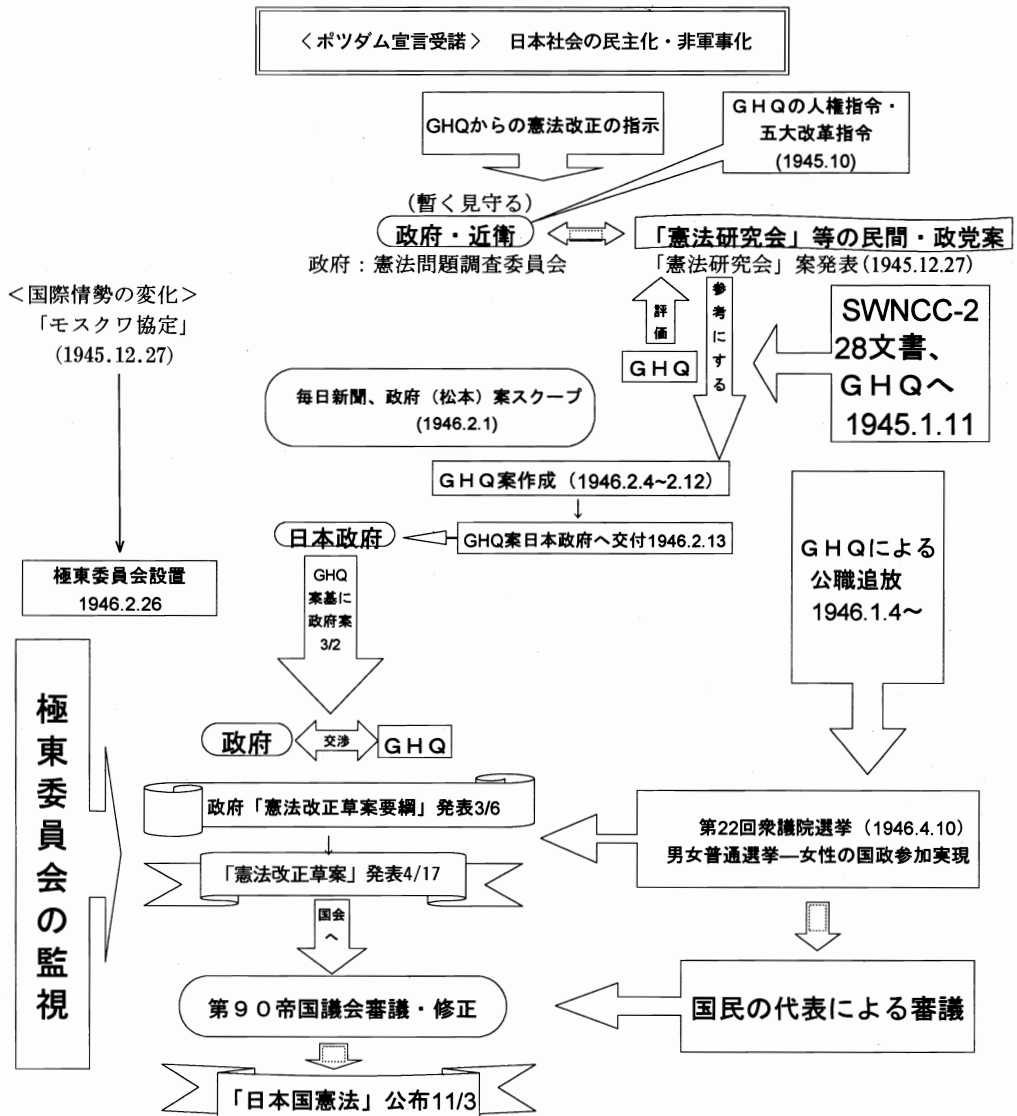 ＜ポツダム宣言受諾＞　日本社会の民主化・非軍事化
GHQからの憲法改正の指示
ＧＨＱの人権指令・
五大改革指令
(1945.10)
(暫く見守る)
政府・近衛
「憲法研究会」等の民間・政党案
政府：憲法問題調査委員会
「憲法研究会」案発表(1945.12.27)
＜国際情勢の変化＞
「モスクワ協定」
(1945.12.27)
評価
ＧＨＱ
参考にする
SWNCC-2
28文書、
ＧＨＱへ
1945.1.11
毎日新聞、政府（松本）案スクープ
(1946.2.1)
ＧＨＱ案作成（1946.2.4~2.12）
日本政府
GHQ案日本政府へ交付1946.2.13
ＧＨＱによる
公職追放
1946.1.4～
極東委員会設置
1946.2.26
GHQ
案基に
政府案
3/2
極東委員会の監視
政府
交渉
ＧＨＱ
政府「憲法改正草案要綱」発表3/6
第22回衆議院選挙（1946.4.10）
男女普通選挙―女性の国政参加実現
「憲法改正草案」発表4/17
国会
へ
第９０帝国議会審議・修正
国民の代表による審議
「日本国憲法」公布11/3